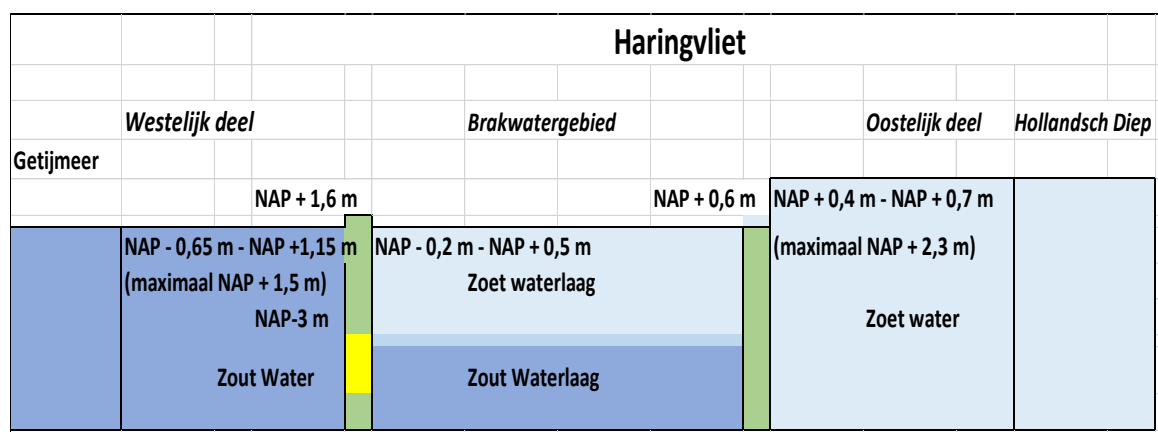 Haringvliet
Westelijk deel Brakwatergebied Oostelijk deel Hollandsch Diep
Getijmeer
NAP + 1,6 m NAP + 0,6 m NAP + 0,4 m - NAP + 0,7 m
NAP - 0,65 m - NAP +1,15 m NAP - 0,2 m - NAP + 0,5 m (maximaal NAP + 2,3 m)
(maximaal NAP + 1,5 m) Zoet waterlaag
NAP-3 m Zoet water
Zout Water Zout Waterlaag